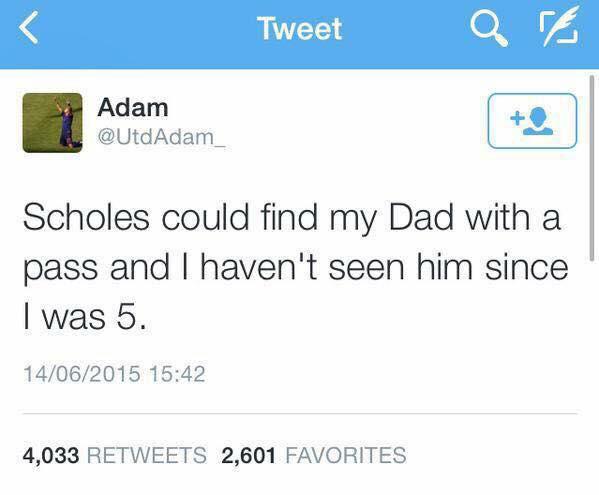 Tweet
Adam
@UtdAdam_
Scholes could find my Dad with a
pass and I haven't seen him since
I was 5.
14/06/2015 15:42
4,033 RETWEETS 2,601 FAVORITES